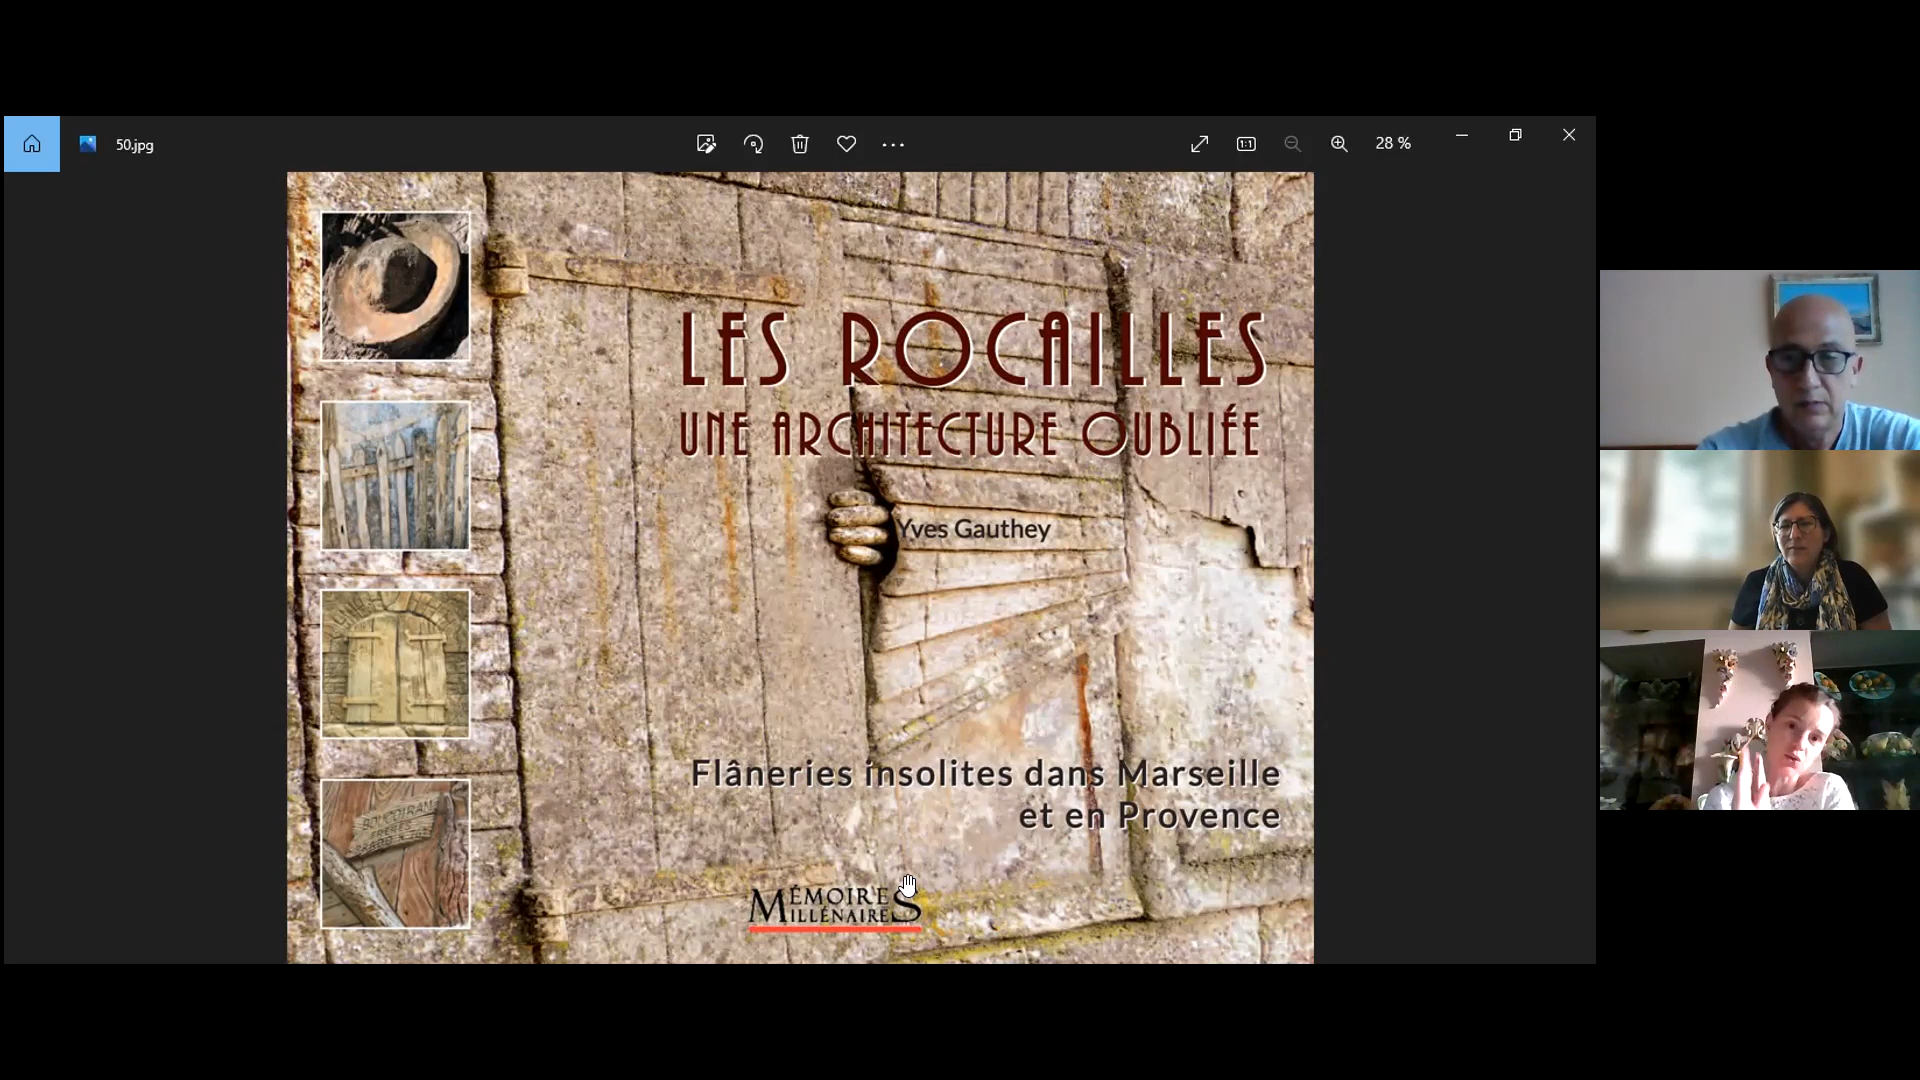 50.jpg
28 %
LES ROCAILLES
UNE ARCHITECTURE OUBLIÉE
Yves Gauthey
Flâneries insolites dans Marseille
et en Provence
MÉMOIRES
MILLÉNAIRES